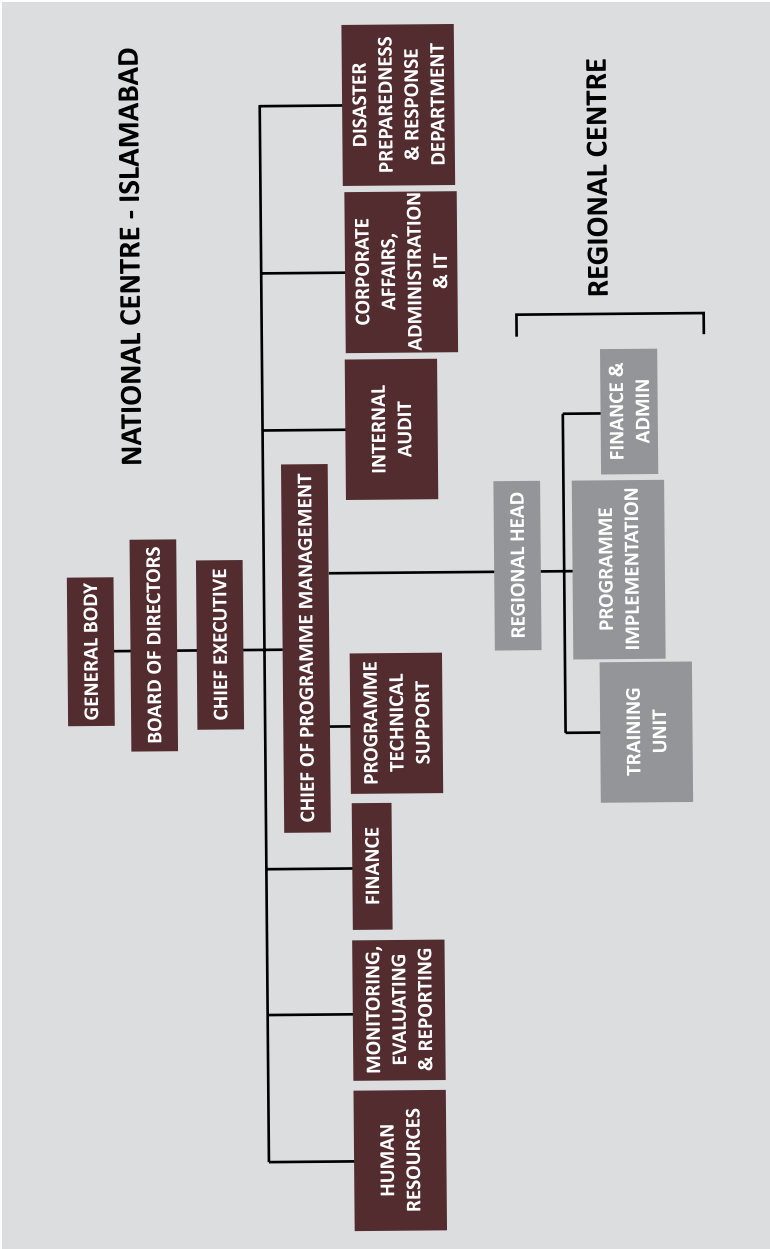 NATIONAL CENTRE - ISLAMABAD
GENERAL BODY
BOARD OF DIRECTORS
CHIEF EXECUTIVE
CHIEF OF PROGRAMME MANAGEMENT
HUMAN
RESOURCES
MONITORING,
EVALUATING
& REPORTING
FINANCE
PROGRAMME
TECHNICAL
SUPPORT
INTERNAL
AUDIT
CORPORATE
AFFAIRS,
ADMINISTRATION
& IT
DISASTER
PREPAREDNESS
& RESPONSE
DEPARTMENT
REGIONAL HEAD
TRAINING
UNIT
PROGRAMME
IMPLEMENTATION
FINANCE &
ADMIN
REGIONAL CENTRE